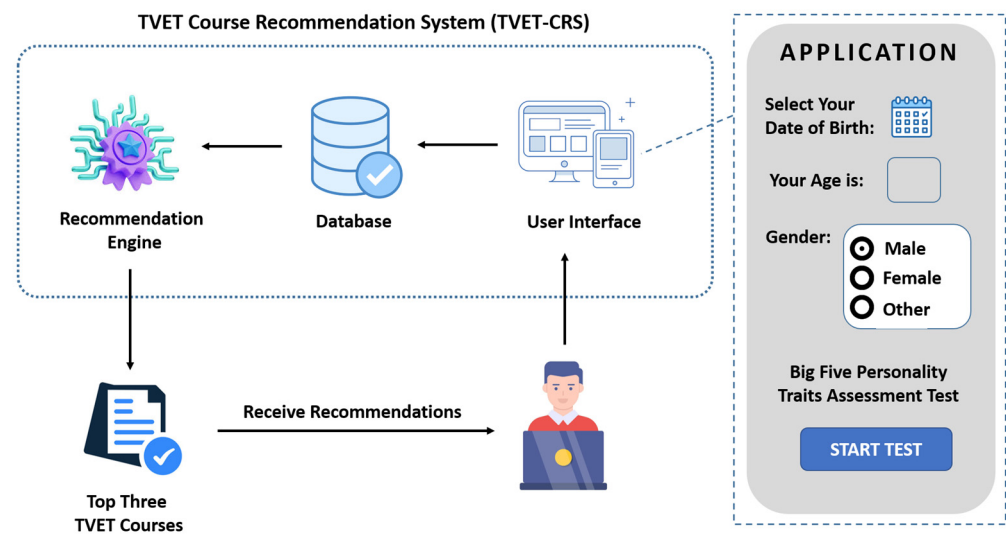 TVET Course Recommendation System (TVET-CRS)
Recommendation
Engine
Database
User Interface
Receive Recommendations
Top Three
TVET Courses
APPLICATION
Select Your
Date of Birth:
Your Age is:
Gender:
Male
Female
Other
Big Five Personality
Traits Assessment Test
START TEST